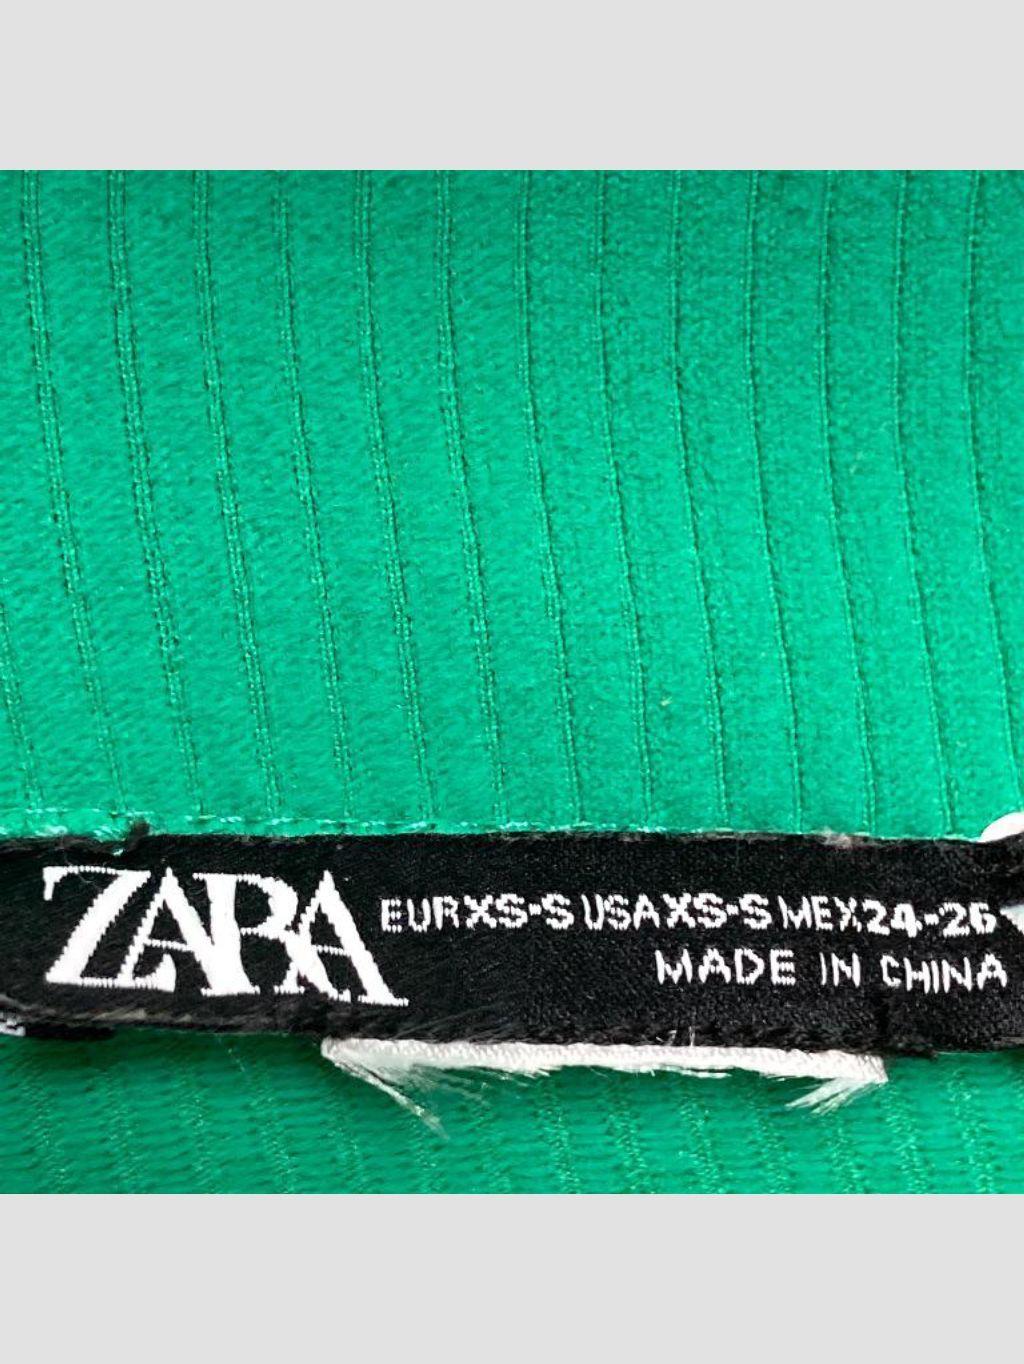 ZARA EUR XS-S USA XS-S MEX 24-26
MADE IN CHINA